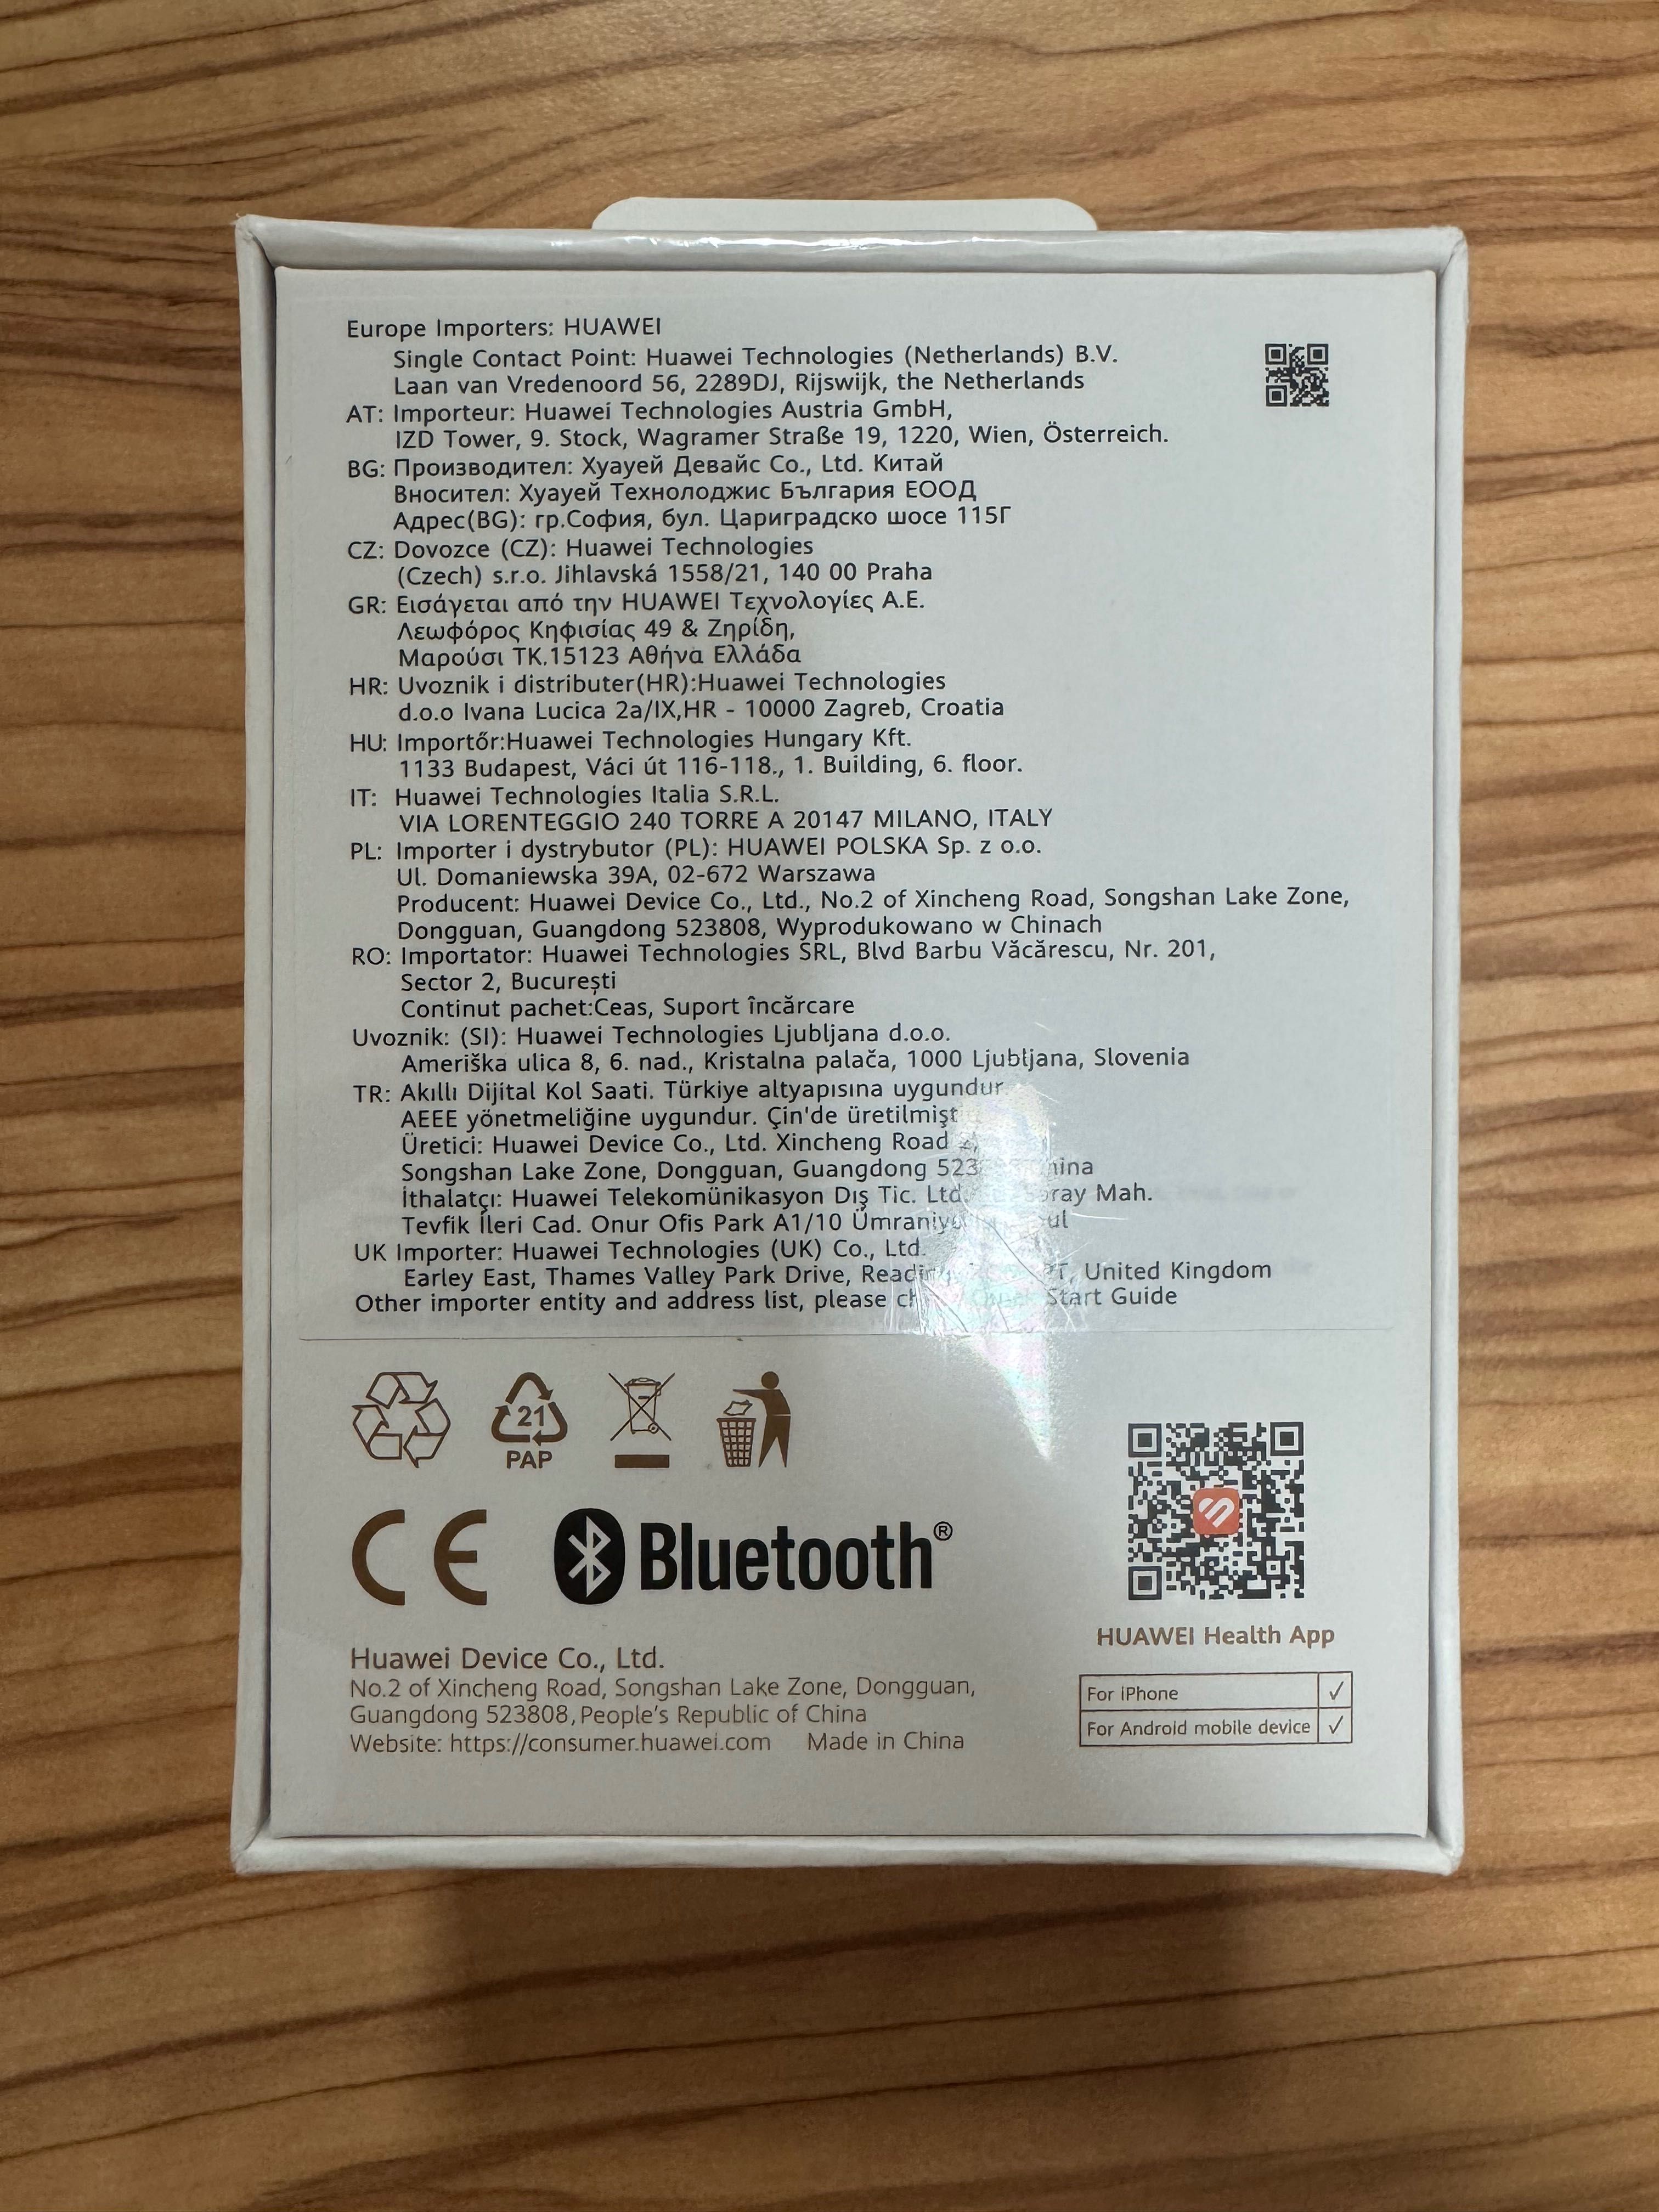 Europe Importers: HUAWEI
Single Contact Point: Huawei Technologies (Netherlands) B.V.
Laan van Vredenoord 56, 2289DJ, Rijswijk, the Netherlands
AT: Importeur: Huawei Technologies Austria GmbH,
IZD Tower, 9. Stock, Wagramer Straße 19, 1220, Wien, Österreich.
BG: Производител: Хуауей Девайс Co., Ltd. Китай
Вносител: Хуауей Технолоджис България ЕООД
Адрес(BG): гр.София, бул. Цариградско шосе 115Г
CZ: Dovozce (CZ): Huawei Technologies
(Czech) s.r.o. Jihlavská 1558/21, 140 00 Praha
GR: Εισάγεται από την HUAWEI Τεχνολογίες Α.Ε.
Λεωφόρος Κηφισίας 49 & Ζηρίδη,
Μαρούσι ΤΚ.15123 Αθήνα Ελλάδα
HR: Uvoznik i distributer(HR):Huawei Technologies
d.o.o Ivana Lucica 2a/IX,HR - 10000 Zagreb, Croatia
HU: Importőr:Huawei Technologies Hungary Kft.
1133 Budapest, Váci út 116-118., 1. Building, 6. floor.
IT: Huawei Technologies Italia S.R.L.
VIA LORENTEGGIO 240 TORRE A 20147 MILANO, ITALY
PL: Importer i dystrybutor (PL): HUAWEI POLSKA Sp. z o.o.
Ul. Domaniewska 39A, 02-672 Warszawa
Producent: Huawei Device Co., Ltd., No.2 of Xincheng Road, Songshan Lake Zone,
Dongguan, Guangdong 523808, Wyprodukowano w Chinach
RO: Importator: Huawei Technologies SRL, Blvd Barbu Văcărescu, Nr. 201,
Sector 2, București
Continut pachet:Ceas, Suport încărcare
Uvoznik: (SI): Huawei Technologies Ljubljana d.o.o.
Ameriška ulica 8, 6. nad., Kristalna palača, 1000 Ljubljana, Slovenia
TR: Akıllı Dijital Kol Saati. Türkiye altyapısına uygundur.
AEEE yönetmeliğine uygundur. Çin'de
Üretici: Huawei Device Co., Ltd. Xincheng Road
Songshan Lake Zone, Dongguan, Guangdong
İthalatçı: Huawei Telekomünikasyon Dış Tic. Ltd. Mah.
Tevfik İleri Cad. Onur Ofis Park A1/10
UK Importer: Huawei Technologies (UK) Co., Ltd.
Earley East, Thames Valley Park Drive, United Kingdom
Other importer entity and address list, please Start Guide
21
PAP
CE
Bluetooth®
HUAWEI Health App
For iPhone ✓
For Android mobile device ✓
Huawei Device Co., Ltd.
No.2 of Xincheng Road, Songshan Lake Zone, Dongguan,
Guangdong 523808, People's Republic of China
Website: https://consumer.huawei.com Made in China